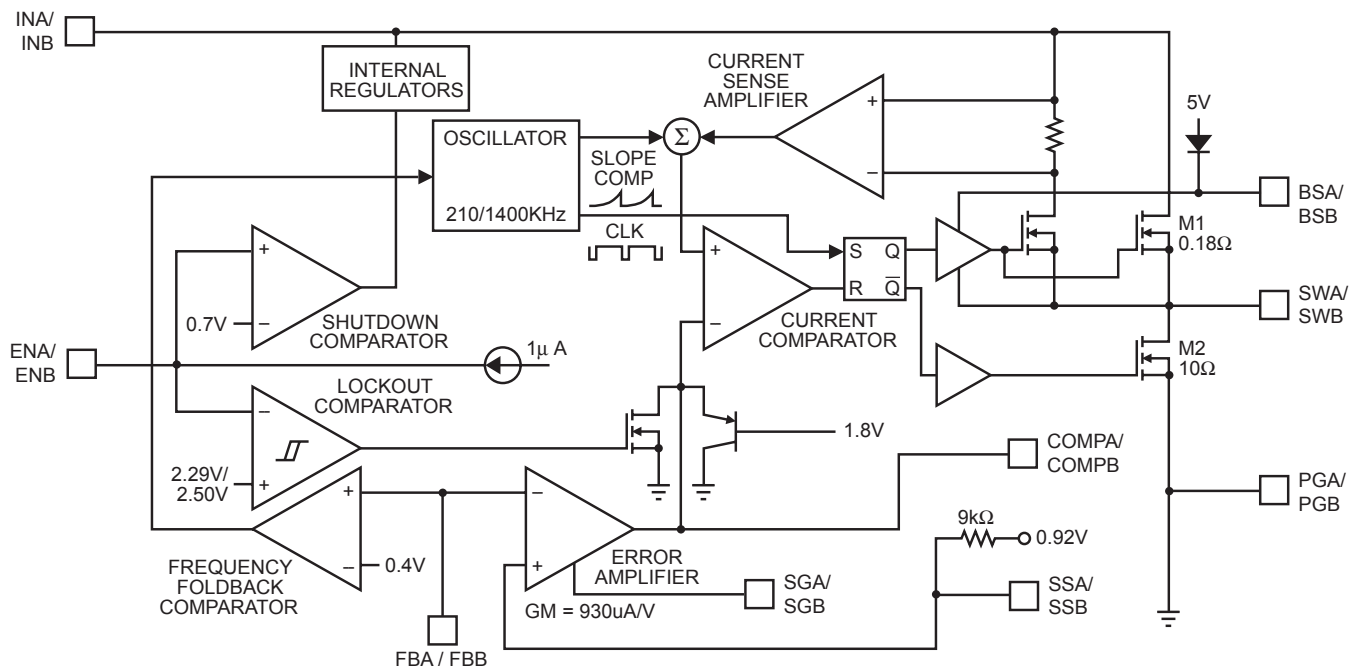 INA/
INB
INTERNAL
REGULATORS
CURRENT
SENSE
AMPLIFIER
+
−
5V
OSCILLATOR
210/1400KHz
Σ
SLOPE
COMP
CLK
BSA/
BSB
M1
0.18Ω
+
−
0.7V
SHUTDOWN
COMPARATOR
+
−
CURRENT
COMPARATOR
S
Q
R
Q̅
SWA/
SWB
M2
10Ω
ENA/
ENB
1μ A
LOCKOUT
COMPARATOR
−
+
2.29V/
2.50V
1.8V
COMPA/
COMPB
PGA/
PGB
+
−
0.4V
FREQUENCY
FOLDBACK
COMPARATOR
−
+
ERROR
AMPLIFIER
GM = 930uA/V
9kΩ
0.92V
SGA/
SGB
SSA/
SSB
FBA / FBB